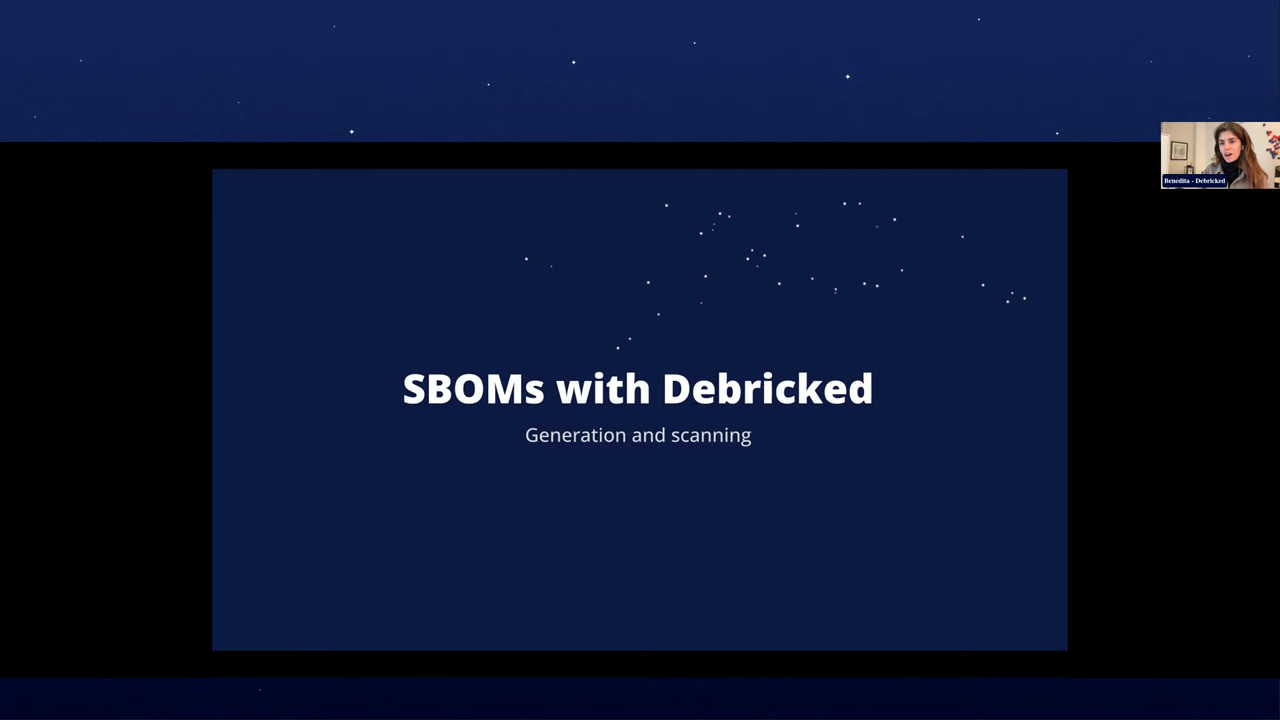 SBOMs with Debricked
Generation and scanning
Benedita - Debricked